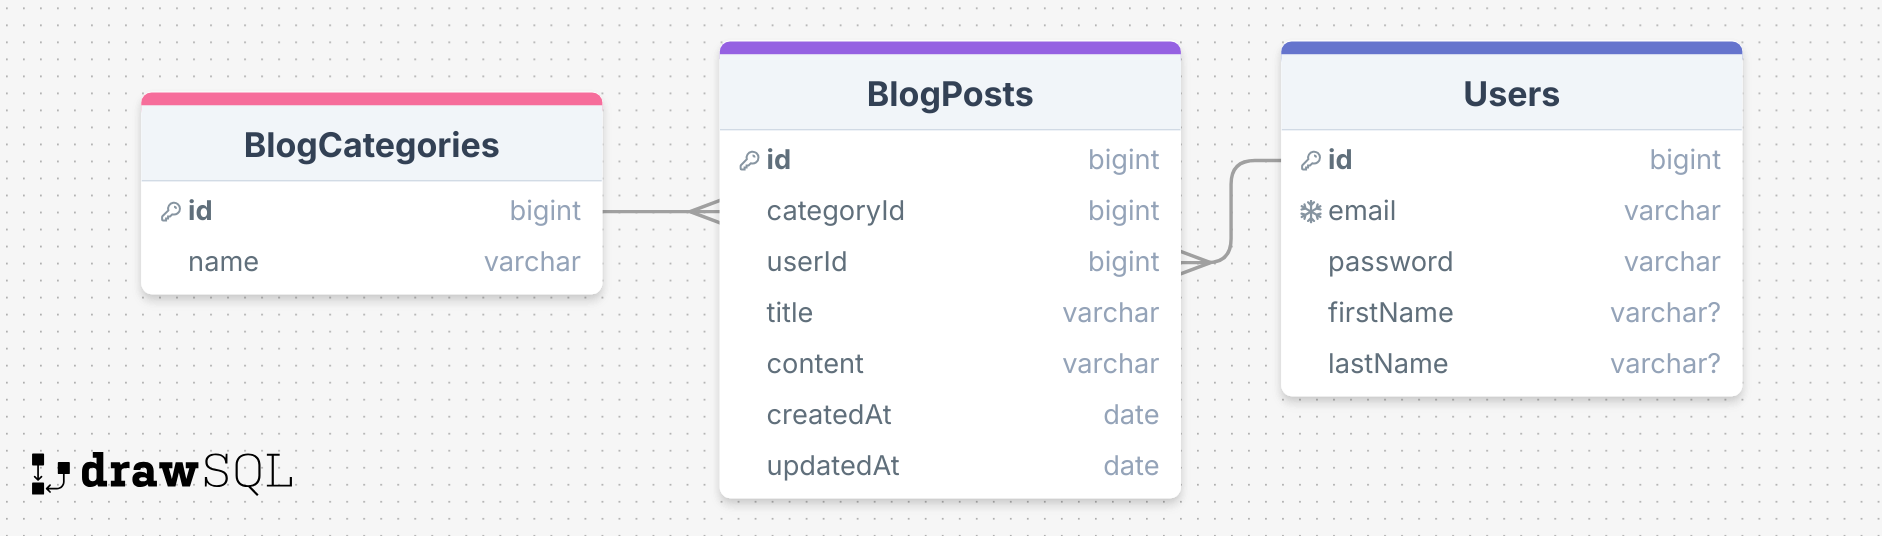 BlogCategories
id bigint
name varchar
BlogPosts
id bigint
categoryId bigint
userId bigint
title varchar
content varchar
createdAt date
updatedAt date
Users
id bigint
email varchar
password varchar
firstName varchar?
lastName varchar?
drawSQL